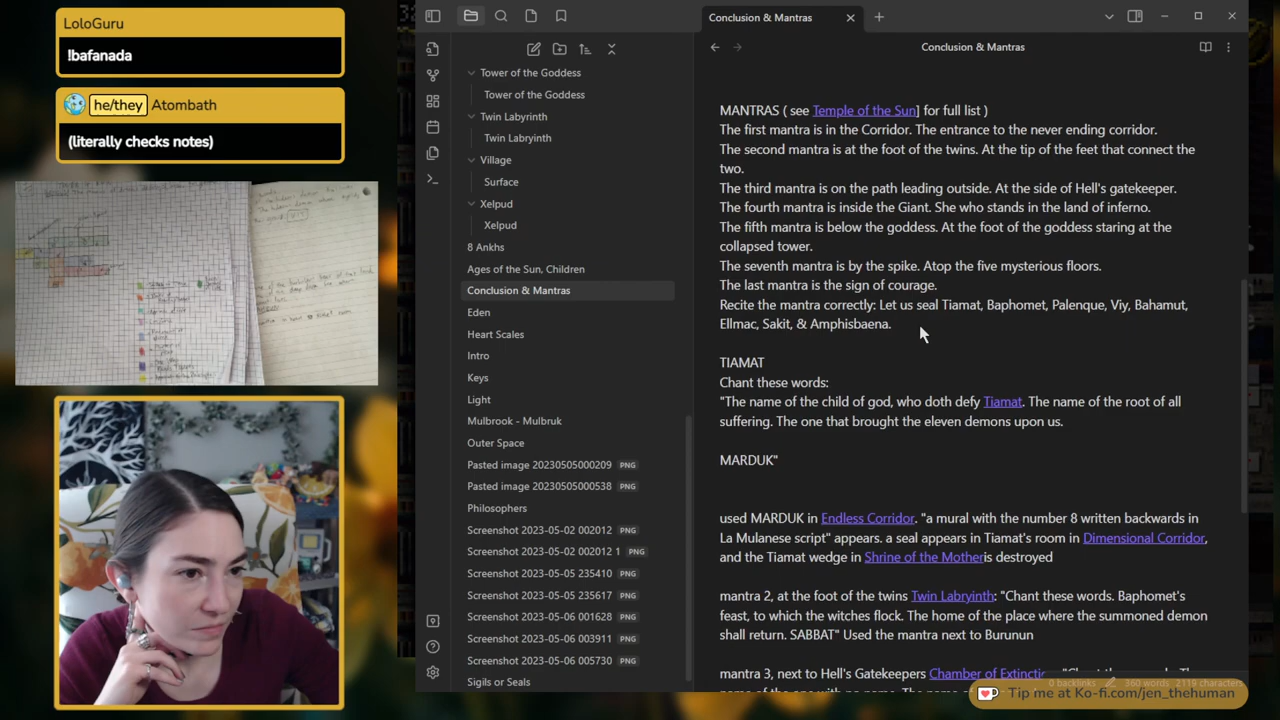 LoloGuru
!bafanada
he/they Atombath
(literally checks notes)
Tower of the Goddess
Tower of the Goddess
Twin Labyrinth
Twin Labryinth
Village
Surface
Xelpud
Xelpud
8 Ankhs
Ages of the Sun, Children
Conclusion & Mantras
Eden
Heart Scales
Intro
Keys
Light
Mulbrook - Mulbruk
Outer Space
Pasted image 20230505000209 PNG
Pasted image 20230505000538 PNG
Philosophers
Screenshot 2023-05-02 002012 PNG
Screenshot 2023-05-02 002012 1 PNG
Screenshot 2023-05-05 235410 PNG
Screenshot 2023-05-05 235617 PNG
Screenshot 2023-05-06 001628 PNG
Screenshot 2023-05-06 003911 PNG
Screenshot 2023-05-06 005730 PNG
Sigils or Seals
Conclusion & Mantras
Conclusion & Mantras
MANTRAS ( see Temple of the Sun] for full list )
The first mantra is in the Corridor. The entrance to the never ending corridor.
The second mantra is at the foot of the twins. At the tip of the feet that connect the
two.
The third mantra is on the path leading outside. At the side of Hell's gatekeeper.
The fourth mantra is inside the Giant. She who stands in the land of inferno.
The fifth mantra is below the goddess. At the foot of the goddess staring at the
collapsed tower.
The seventh mantra is by the spike. Atop the five mysterious floors.
The last mantra is the sign of courage.
Recite the mantra correctly: Let us seal Tiamat, Baphomet, Palenque, Viy, Bahamut,
Ellmac, Sakit, & Amphisbaena.
TIAMAT
Chant these words:
"The name of the child of god, who doth defy Tiamat. The name of the root of all
suffering. The one that brought the eleven demons upon us.
MARDUK"
used MARDUK in Endless Corridor. "a mural with the number 8 written backwards in
La Mulanese script" appears. a seal appears in Tiamat's room in Dimensional Corridor,
and the Tiamat wedge in Shrine of the Motheris destroyed
mantra 2, at the foot of the twins Twin Labyrinth: "Chant these words. Baphomet's
feast, to which the witches flock. The home of the place where the summoned demon
shall return. SABBAT" Used the mantra next to Burunun
mantra 3, next to Hell's Gatekeepers Chamber of Extinctic
0 backlinks 360 words 2119 characters
Tip me at Ko-fi.com/jen_thehuman